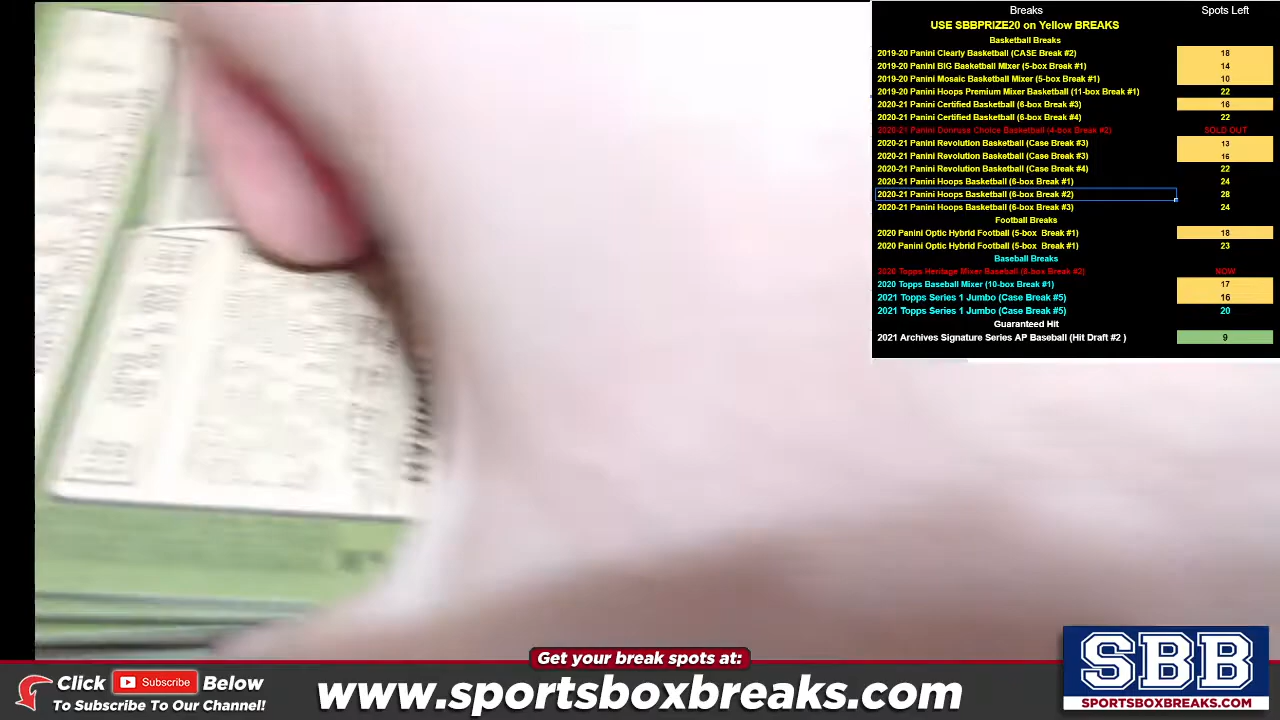 Breaks Spots Left
USE SBBPRIZE20 on Yellow BREAKS
Basketball Breaks
2019-20 Panini Clearly Basketball (CASE Break #2) 18
2019-20 Panini BIG Basketball Mixer (5-box Break #1) 14
2019-20 Panini Mosaic Basketball Mixer (5-box Break #1) 10
2019-20 Panini Hoops Premium Mixer Basketball (11-box Break #1) 22
2020-21 Panini Certified Basketball (6-box Break #3) 16
2020-21 Panini Certified Basketball (6-box Break #4) 22
2020-21 Panini Donruss Choice Basketball (4-box Break #2) SOLD OUT
2020-21 Panini Revolution Basketball (Case Break #3) 13
2020-21 Panini Revolution Basketball (Case Break #3) 16
2020-21 Panini Revolution Basketball (Case Break #4) 22
2020-21 Panini Hoops Basketball (6-box Break #1) 24
2020-21 Panini Hoops Basketball (6-box Break #2) 28
2020-21 Panini Hoops Basketball (6-box Break #3) 24
Football Breaks
2020 Panini Optic Hybrid Football (5-box Break #1) 18
2020 Panini Optic Hybrid Football (5-box Break #1) 23
Baseball Breaks
2020 Topps Heritage Mixer Baseball (8-box Break #2) NOW
2020 Topps Baseball Mixer (10-box Break #1) 17
2021 Topps Series 1 Jumbo (Case Break #5) 16
2021 Topps Series 1 Jumbo (Case Break #5) 20
Guaranteed Hit
2021 Archives Signature Series AP Baseball (Hit Draft #2 ) 9
Get your break spots at:
Click Subscribe Below
To Subscribe To Our Channel!
www.sportsboxbreaks.com
SBB
SPORTSBOXBREAKS.COM